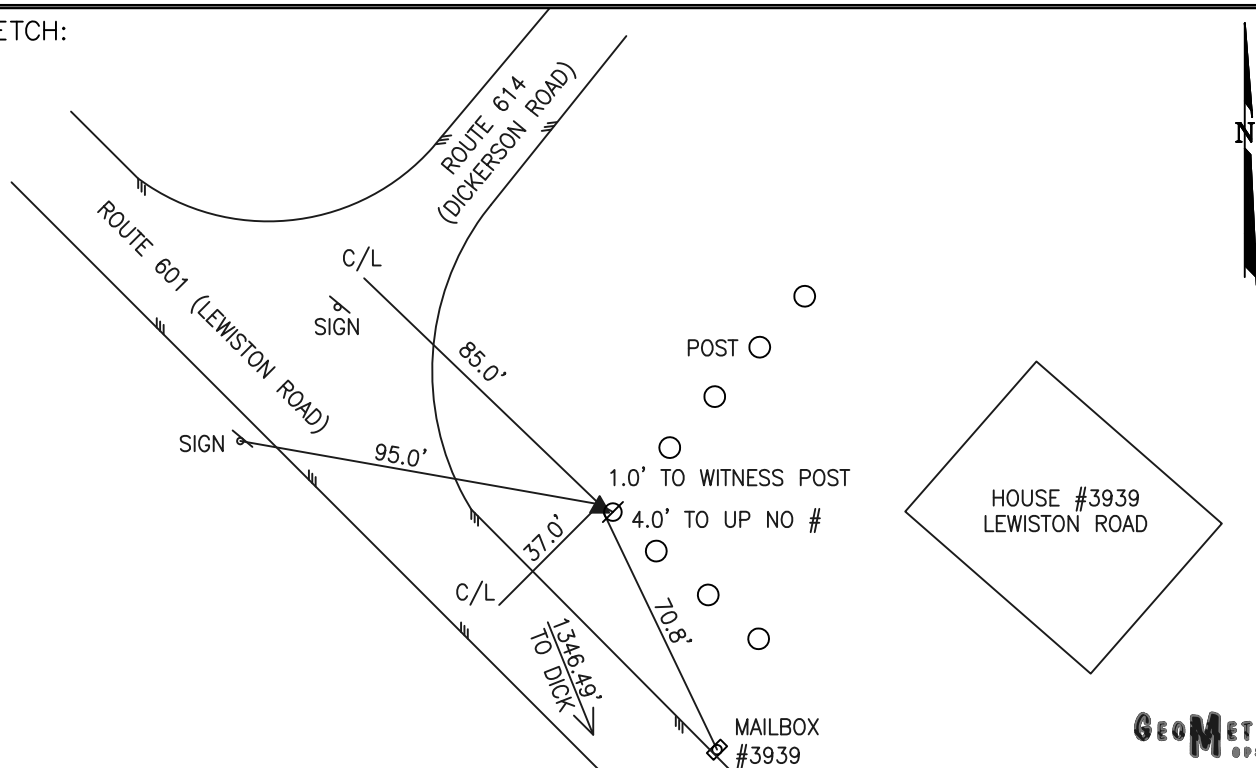 ETCH:
N
ROUTE 614
(DICKERSON ROAD)
ROUTE 601 (LEWISTON ROAD)
C/L
SIGN
85.0'
POST
SIGN
95.0'
1.0' TO WITNESS POST
4.0' TO UP NO #
HOUSE #3939
LEWISTON ROAD
37.0'
C/L
70.8'
1346.49'
TO DICK
MAILBOX
#3939
GEOMET